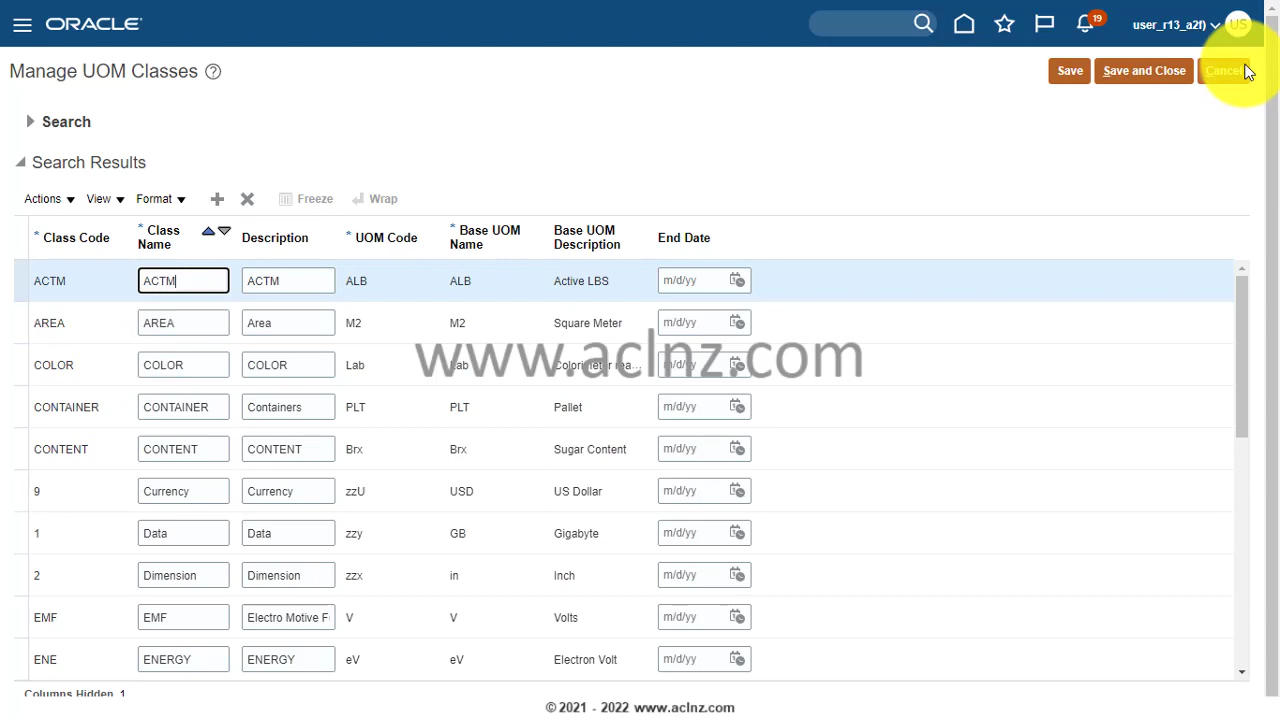 ORACLE
19
user_r13_a2f)
US
Manage UOM Classes
Save
Save and Close
Cancel
Search
Search Results
Actions
View
Format
Freeze
Wrap
* Class Code
* Class Name
Description
* UOM Code
* Base UOM Name
Base UOM Description
End Date
ACTM ACTM ACTM ALB ALB Active LBS m/d/yy
AREA AREA Area M2 M2 Square Meter m/d/yy
COLOR COLOR COLOR Lab Lab Colorimeter rea... m/d/yy
www.aclnz.com
CONTAINER CONTAINER Containers PLT PLT Pallet m/d/yy
CONTENT CONTENT CONTENT Brx Brx Sugar Content m/d/yy
9 Currency Currency zzU USD US Dollar m/d/yy
1 Data Data zzy GB Gigabyte m/d/yy
2 Dimension Dimension zzx in Inch m/d/yy
EMF EMF Electro Motive F V V Volts m/d/yy
ENE ENERGY ENERGY eV eV Electron Volt m/d/yy
Columns Hidden 1
© 2021 - 2022 www.aclnz.com